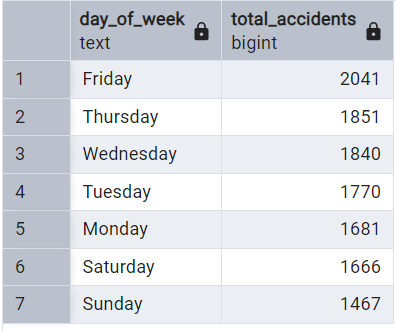 day_of_week total_accidents
text bigint
1 Friday 2041
2 Thursday 1851
3 Wednesday 1840
4 Tuesday 1770
5 Monday 1681
6 Saturday 1666
7 Sunday 1467